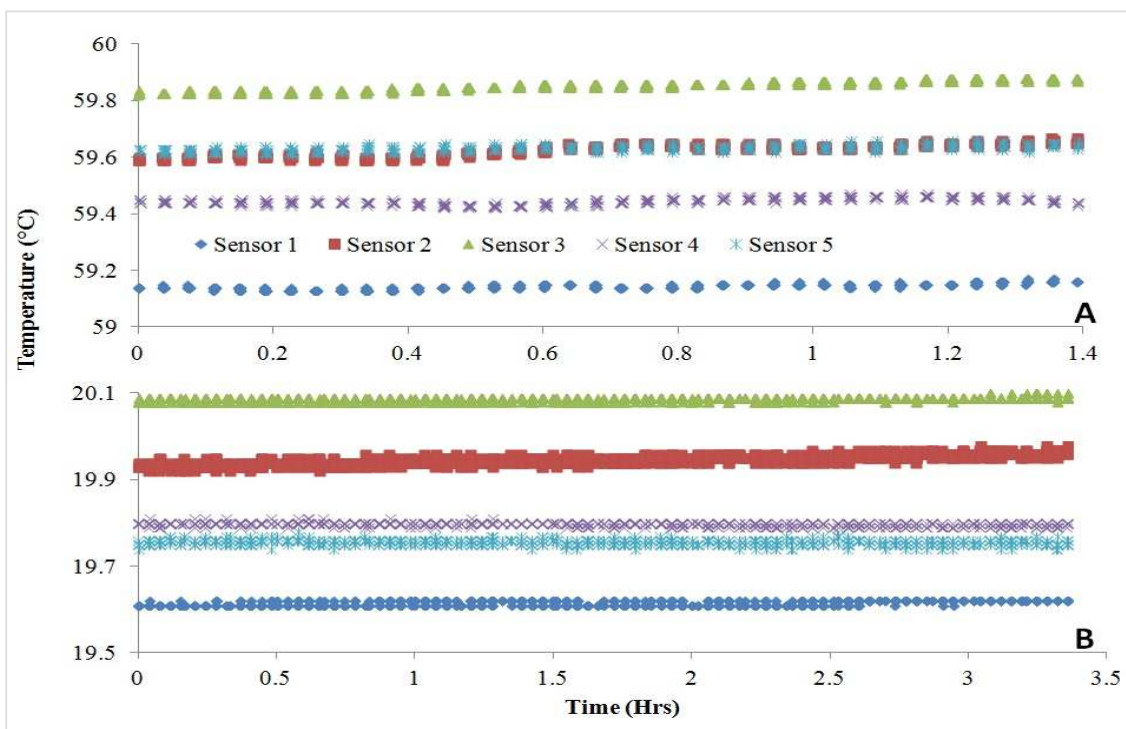 60
59.8
59.6
59.4
Sensor 1 Sensor 2 Sensor 3 Sensor 4 Sensor 5
59.2
59
A
0 0.2 0.4 0.6 0.8 1 1.2 1.4
Temperature (°C)
20.1
19.9
19.7
19.5
B
0 0.5 1 1.5 2 2.5 3 3.5
Time (Hrs)